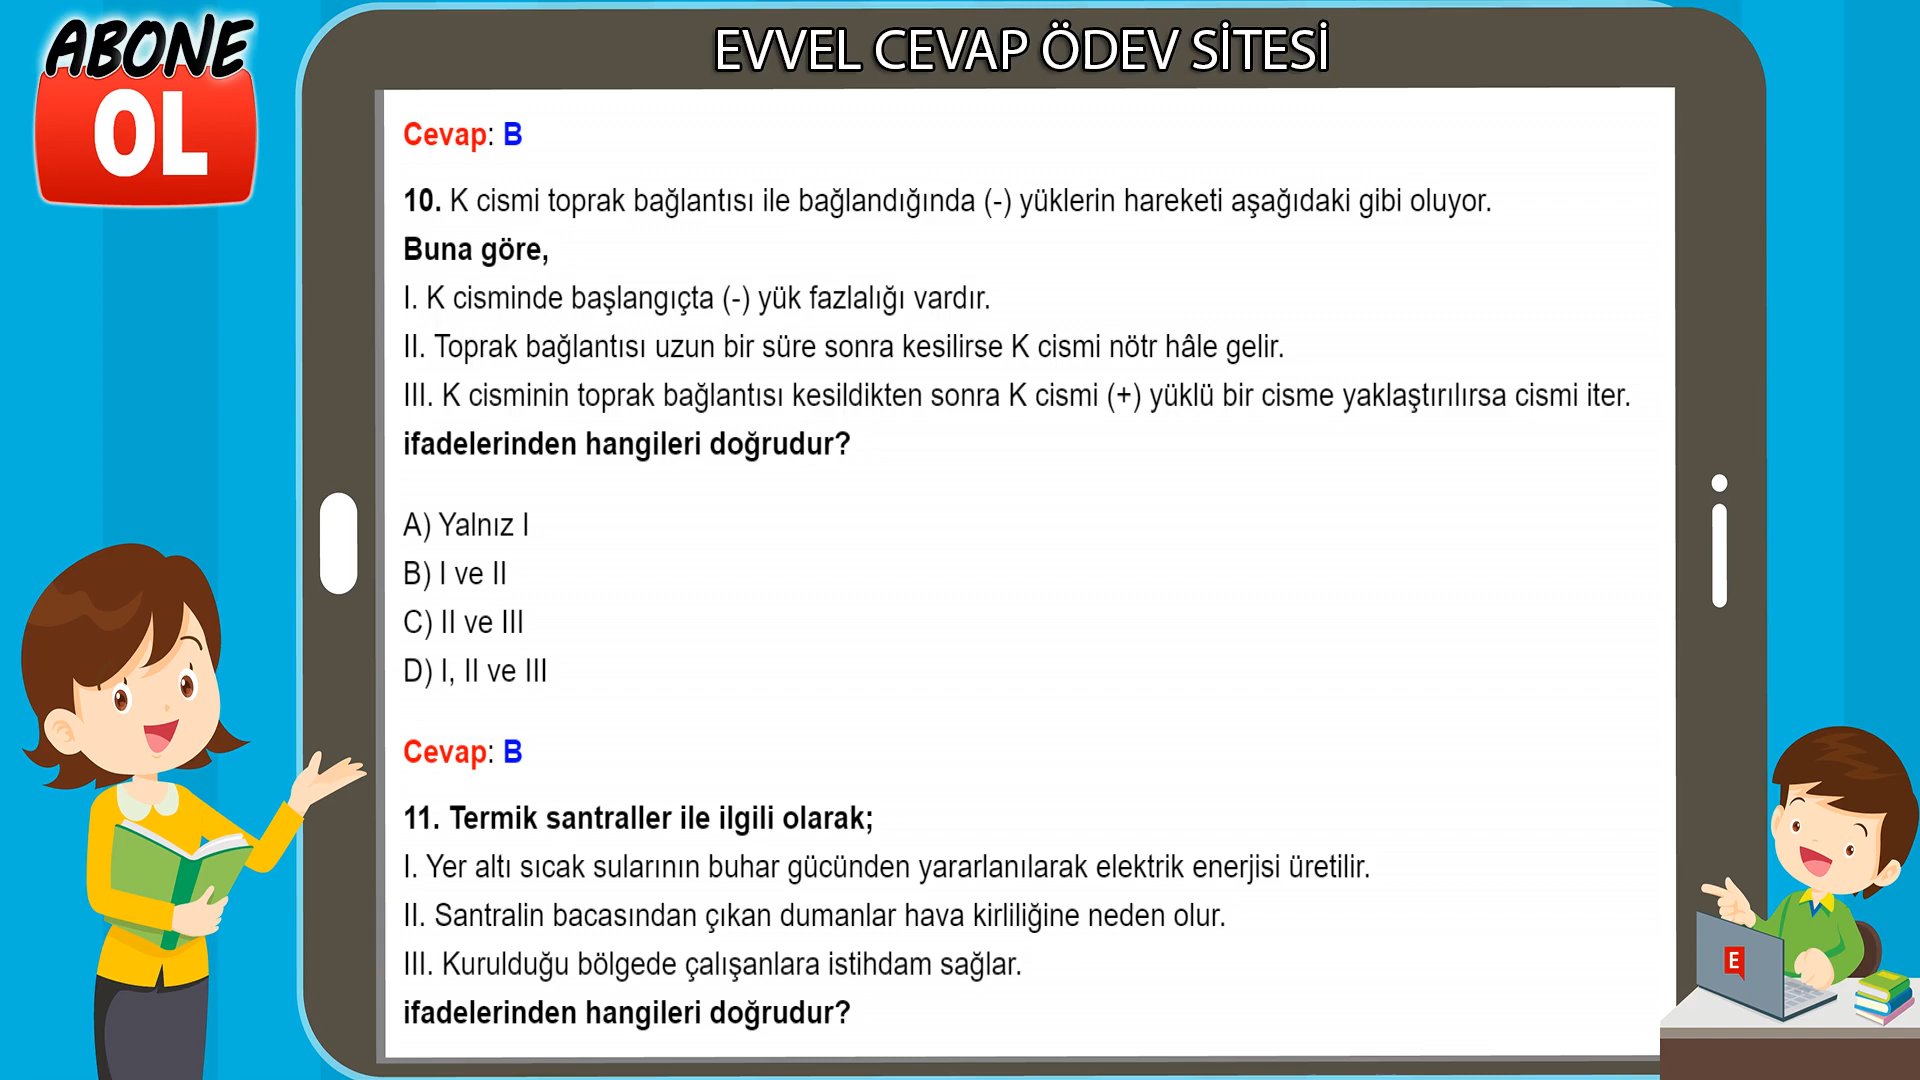 ABONE
OL
EVVEL CEVAP ÖDEV SİTESİ
Cevap: B
10. K cismi toprak bağlantısı ile bağlandığında (-) yüklerin hareketi aşağıdaki gibi oluyor.
Buna göre,
I. K cisminde başlangıçta (-) yük fazlalığı vardır.
II. Toprak bağlantısı uzun bir süre sonra kesilirse K cismi nötr hâle gelir.
III. K cisminin toprak bağlantısı kesildikten sonra K cismi (+) yüklü bir cisme yaklaştırılırsa cismi iter.
ifadelerinden hangileri doğrudur?
A) Yalnız I
B) I ve II
C) II ve III
D) I, II ve III
Cevap: B
11. Termik santraller ile ilgili olarak;
I. Yer altı sıcak sularının buhar gücünden yararlanılarak elektrik enerjisi üretilir.
II. Santralin bacasından çıkan dumanlar hava kirliliğine neden olur.
III. Kurulduğu bölgede çalışanlara istihdam sağlar.
ifadelerinden hangileri doğrudur?
E